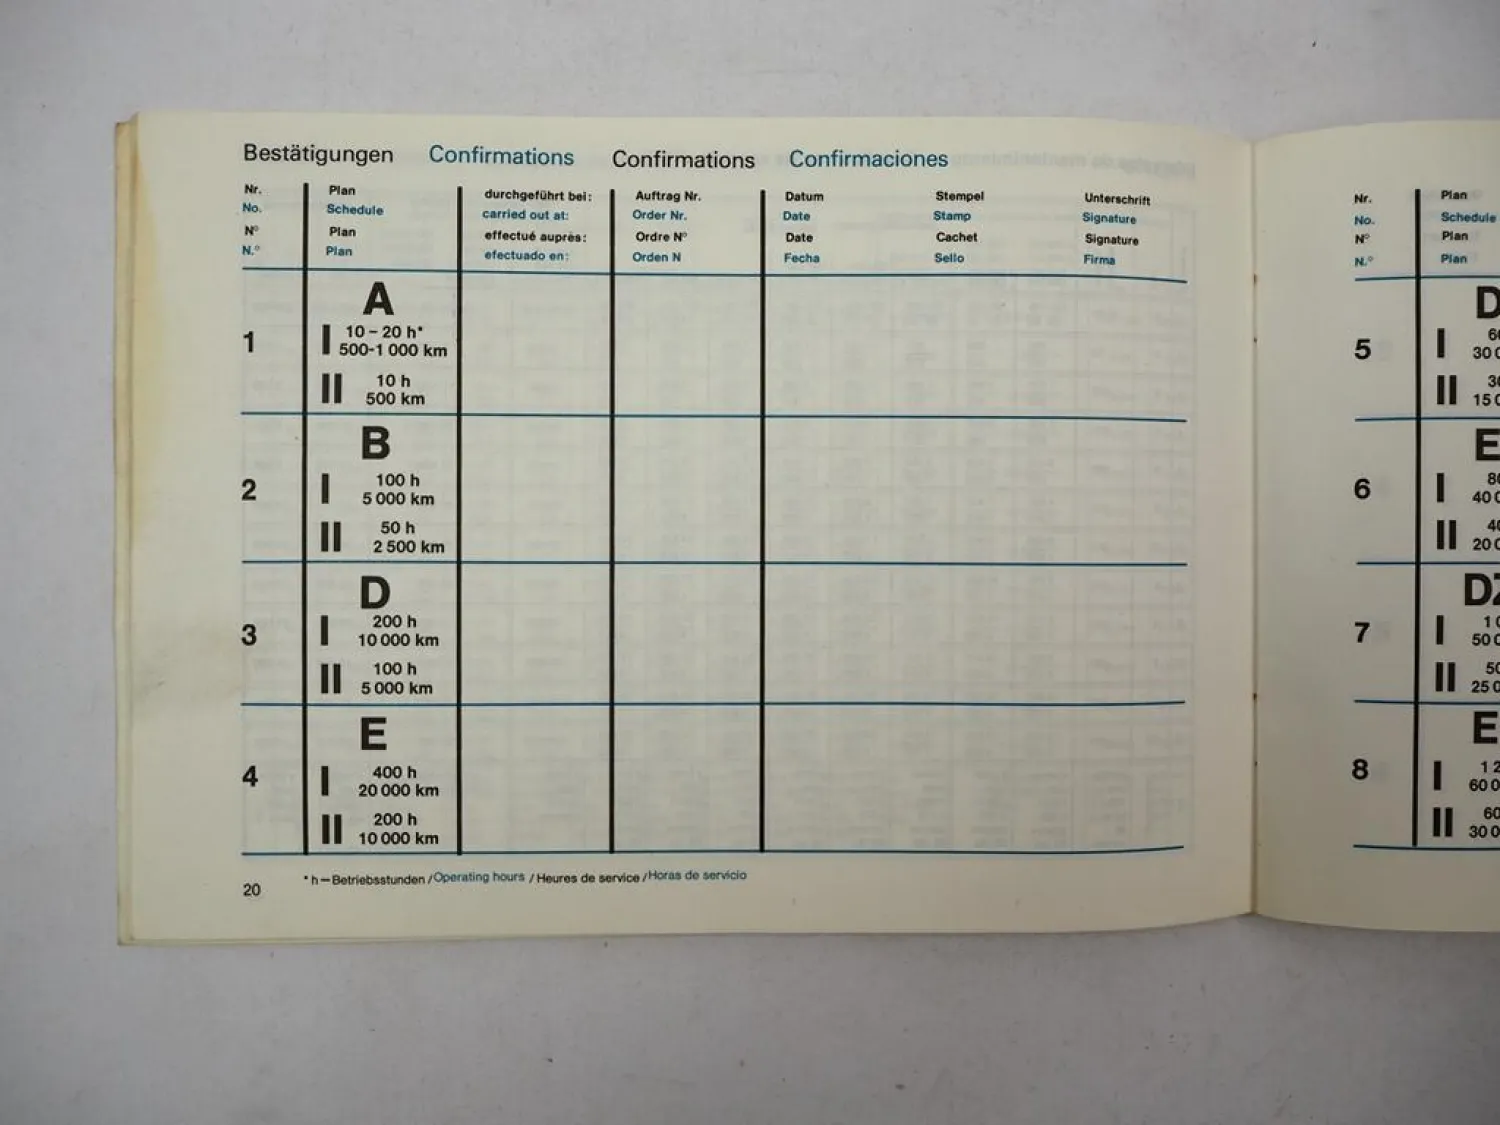 Bestätigungen Confirmations Confirmations Confirmaciones
Nr. Plan durchgeführt bei: Auftrag Nr. Datum Stempel Unterschrift
No. Schedule carried out at: Order Nr. Date Stamp Signature
N° Plan effectué auprès: Ordre N° Date Cachet Signature
N.° Plan efectuado en: Orden N Fecha Sello Firma
A
1 I 10 – 20 h*
500-1 000 km
II 10 h
500 km
B
2 I 100 h
5 000 km
II 50 h
2 500 km
D
3 I 200 h
10 000 km
II 100 h
5 000 km
E
4 I 400 h
20 000 km
II 200 h
10 000 km
* h = Betriebsstunden / Operating hours / Heures de service / Horas de servicio
20
Nr. Plan
No. Schedule
N° Plan
N.° Plan
D
5 I
II
E
6 I
II
7 I
II
E
8 I
II